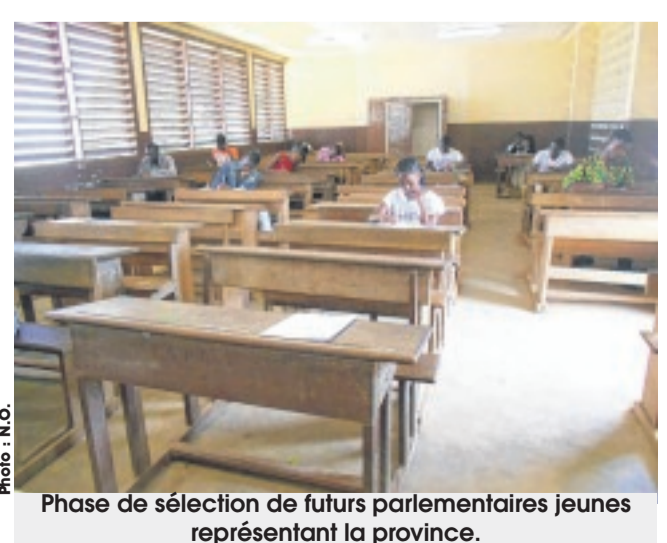 Photo : N.O.
Phase de sélection de futurs parlementaires jeunes
représentant la province.